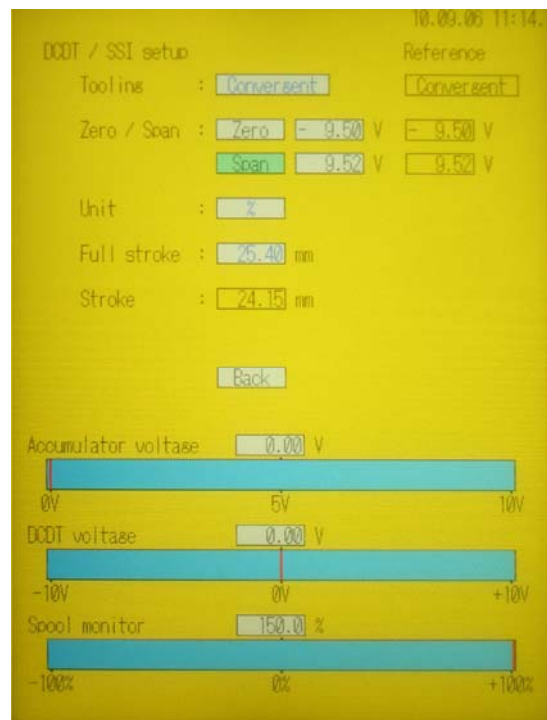 10.09.06 11:14.
DCDT / SSI setup Reference
Tooling : Convergent Convergent
Zero / Span : Zero - 9.50 V - 9.50 V
Span 9.52 V 9.52 V
Unit : %
Full stroke : 25.40 mm
Stroke : 24.15 mm
Back
Accumulator voltage 0.00 V
0V 5V 10V
DCDT voltage 0.00 V
-10V 0V +10V
Spool monitor 150.0 %
-100% 0% +100%